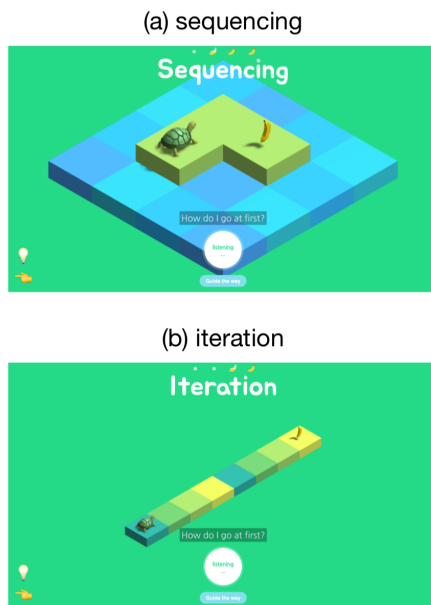 (a) sequencing
Sequencing
How do I go at first?
listening
...
Guide the way
(b) iteration
Iteration
How do I go at first?
listening
...
Guide the way